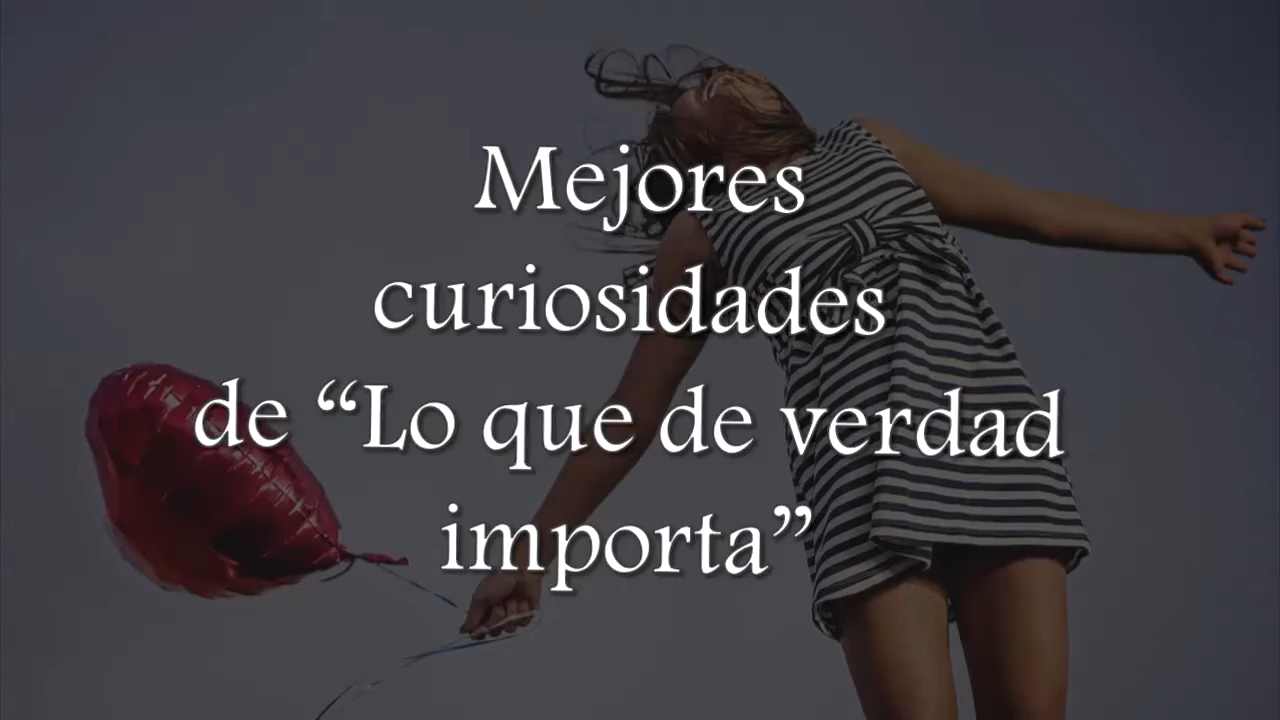 Mejores
curiosidades
de “Lo que de verdad
importa”